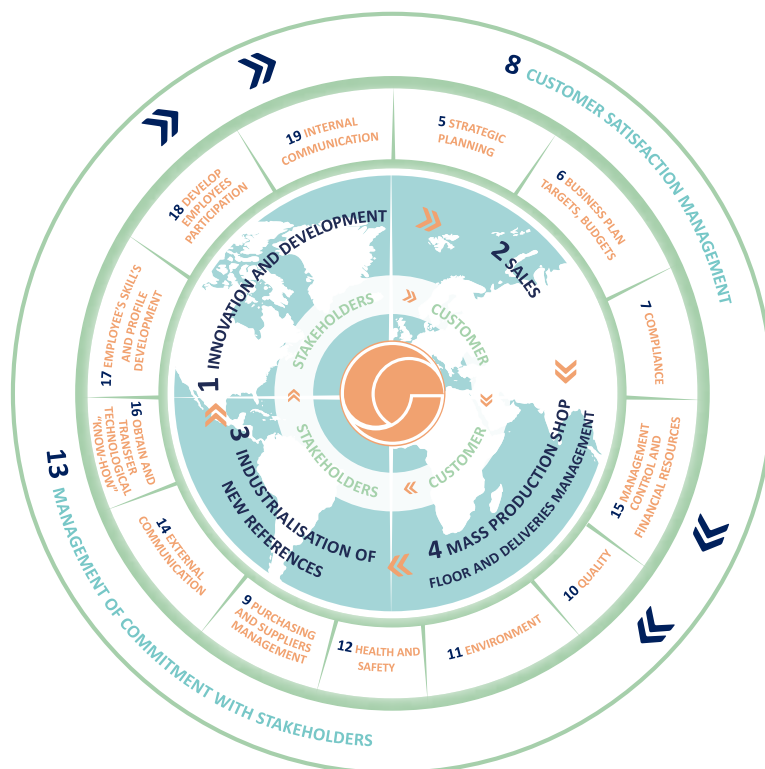 8 CUSTOMER SATISFACTION MANAGEMENT
13 MANAGEMENT OF COMMITMENT WITH STAKEHOLDERS
5 STRATEGIC
PLANNING
6 BUSINESS PLAN
TARGETS, BUDGETS
7 COMPLIANCE
15 MANAGEMENT
CONTROL AND
FINANCIAL RESOURCES
10 QUALITY
11 ENVIRONMENT
12 HEALTH AND
SAFETY
9 PURCHASING
AND SUPPLIERS
MANAGEMENT
14 EXTERNAL
COMMUNICATION
16 OBTAIN AND
TRANSFER
TECHNOLOGICAL
"KNOW-HOW"
17 EMPLOYEE'S SKILL'S
AND PROFILE
DEVELOPMENT
18 DEVELOP
EMPLOYEES
PARTICIPATION
19 INTERNAL
COMMUNICATION
1 INNOVATION AND DEVELOPMENT
2 SALES
3 INDUSTRIALISATION OF
NEW REFERENCES
4 MASS PRODUCTION SHOP
FLOOR AND DELIVERIES MANAGEMENT
STAKEHOLDERS
CUSTOMER
STAKEHOLDERS
CUSTOMER